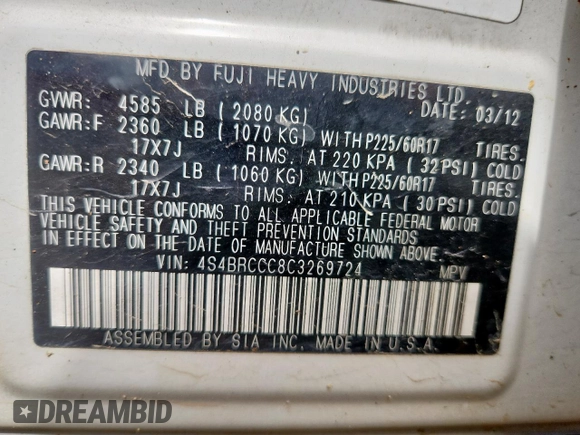 MFD BY FUJI HEAVY INDUSTRIES LTD.
GVWR: 4585 LB (2080 KG) DATE: 03/12
GAWR:F 2360 LB (1070 KG) WITH P225/60R17 TIRES.
17X7J RIMS. AT 220 KPA (32 PSI) COLD
GAWR:R 2340 LB (1060 KG) WITH P225/60R17 TIRES.
17X7J RIMS. AT 210 KPA (30 PSI) COLD
THIS VEHICLE CONFORMS TO ALL APPLICABLE FEDERAL MOTOR
VEHICLE SAFETY AND THEFT PREVENTION STANDARDS
IN EFFECT ON THE DATE OF MANUFACTURE SHOWN ABOVE.
VIN: 4S4BRCCC8C3269724 MPV
ASSEMBLED BY SIA INC. MADE IN U.S.A.
DREAMBID